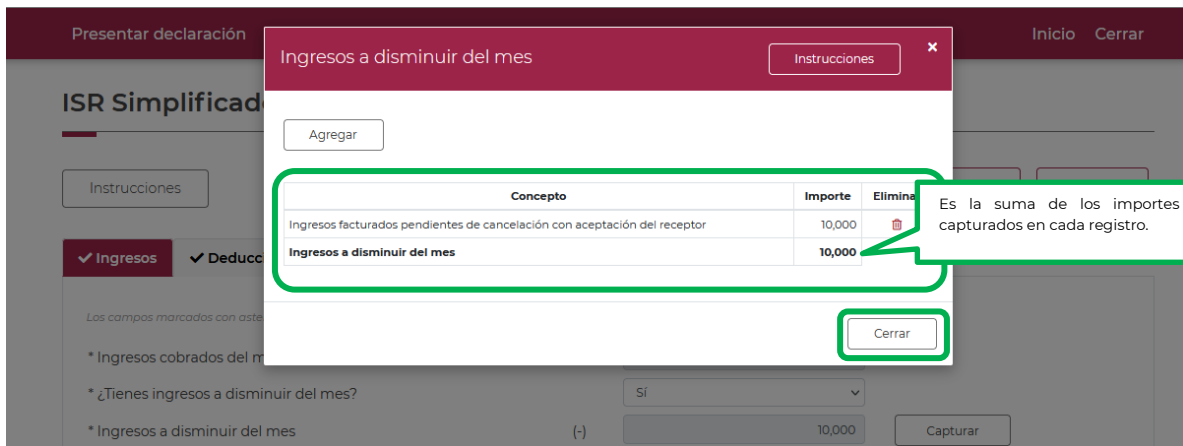 Presentar declaración
Inicio Cerrar
Ingresos a disminuir del mes
Instrucciones
×
ISR Simplificad
Agregar
Instrucciones
Concepto Importe Elimina
Ingresos facturados pendientes de cancelación con aceptación del receptor 10,000
Ingresos a disminuir del mes 10,000
Es la suma de los importes
capturados en cada registro.
Ingresos Deducc
Los campos marcados con aste
Cerrar
* Ingresos cobrados del m
* ¿Tienes ingresos a disminuir del mes? Sí
* Ingresos a disminuir del mes (-) 10,000 Capturar